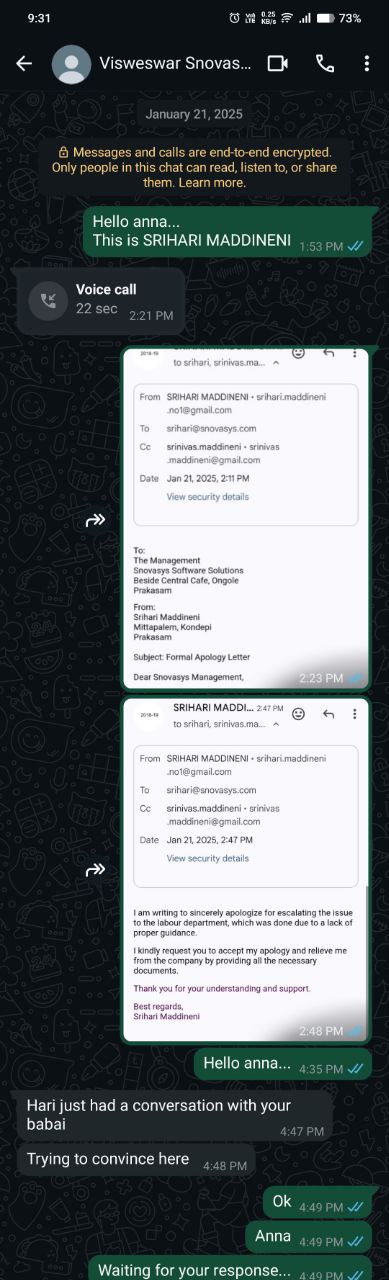 9:31
Vo) LTE 0.25 KB/s 73%
Visweswar Snovas...
January 21, 2025
Messages and calls are end-to-end encrypted.
Only people in this chat can read, listen to, or share
them. Learn more.
Hello anna...
This is SRIHARI MADDINENI 1:53 PM
Voice call
22 sec 2:21 PM
2018-19
to srihari, srinivas.ma...
From SRIHARI MADDINENI • srihari.maddineni
.no1@gmail.com
To srihari@snovasys.com
Cc srinivas.maddineni • srinivas
.maddineni@gmail.com
Date Jan 21, 2025, 2:11 PM
View security details
To:
The Management
Snovasys Software Solutions
Beside Central Cafe, Ongole
Prakasam
From:
Srihari Maddineni
Mittapalem, Kondepi
Prakasam
Subject: Formal Apology Letter
Dear Snovasys Management,
2:23 PM
SRIHARI MADDI... 2:47 PM
2018-19
to srihari, srinivas.ma...
From SRIHARI MADDINENI • srihari.maddineni
.no1@gmail.com
To srihari@snovasys.com
Cc srinivas.maddineni • srinivas
.maddineni@gmail.com
Date Jan 21, 2025, 2:47 PM
View security details
I am writing to sincerely apologize for escalating the issue
to the labour department, which was done due to a lack of
proper guidance.
I kindly request you to accept my apology and relieve me
from the company by providing all the necessary
documents.
Thank you for your understanding and support.
Best regards,
Srihari Maddineni
2:48 PM
Hello anna... 4:35 PM
Hari just had a conversation with your
babai
4:47 PM
Trying to convince here 4:48 PM
Ok 4:49 PM
Anna 4:49 PM
Waiting for your response... 4:49 PM